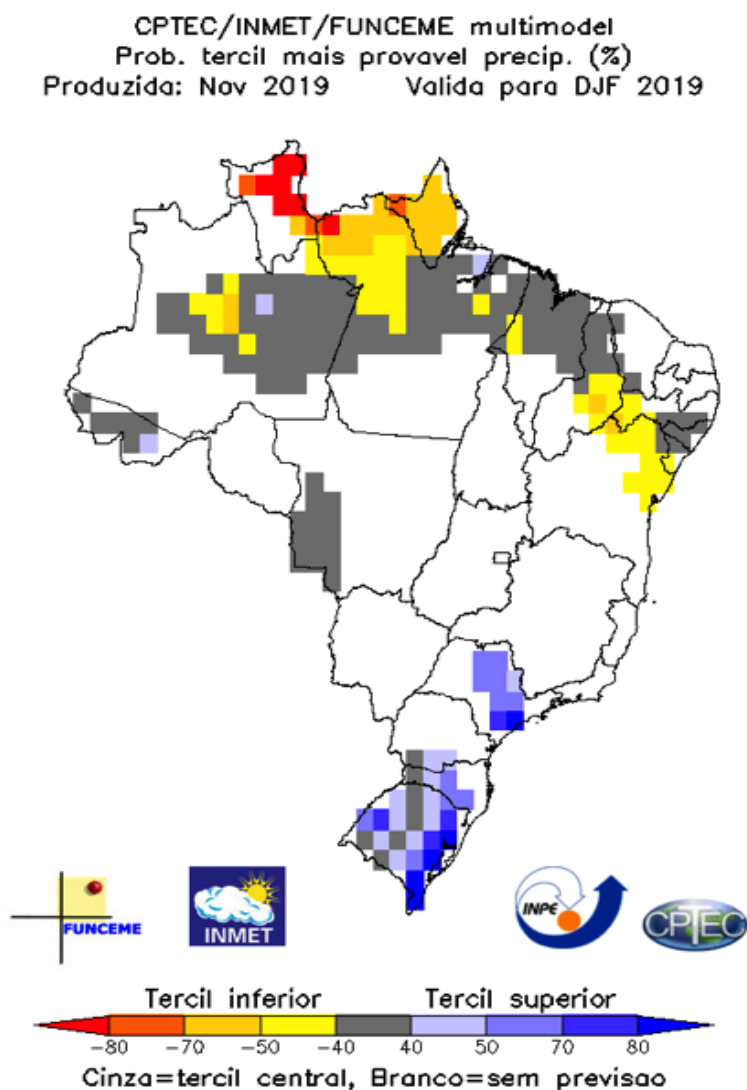 CPTEC/INMET/FUNCEME multimodel
Prob. tercil mais provavel precip. (%)
Produzida: Nov 2019 Valida para DJF 2019
FUNCEME
INMET
INPE
CPTEC
Tercil inferior Tercil superior
-80 -70 -50 -40 40 50 70 80
Cinza=tercil central, Branco=sem previsao